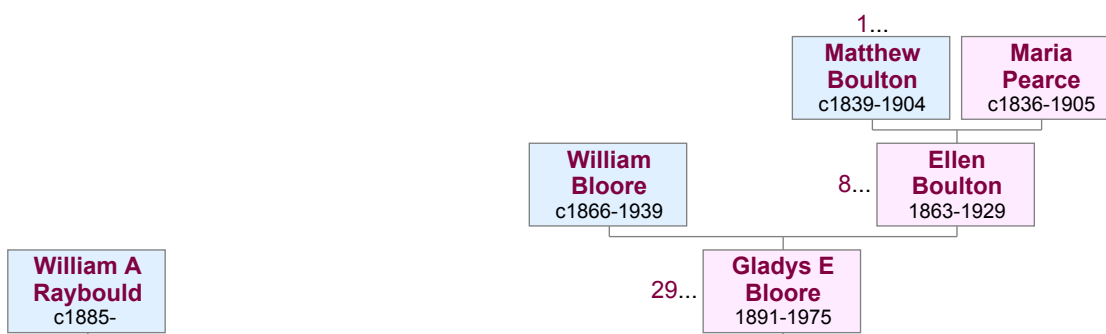 1...
Matthew
Boulton
c1839-1904
Maria
Pearce
c1836-1905
William
Bloore
c1866-1939
8...
Ellen
Boulton
1863-1929
William A
Raybould
c1885-
29...
Gladys E
Bloore
1891-1975